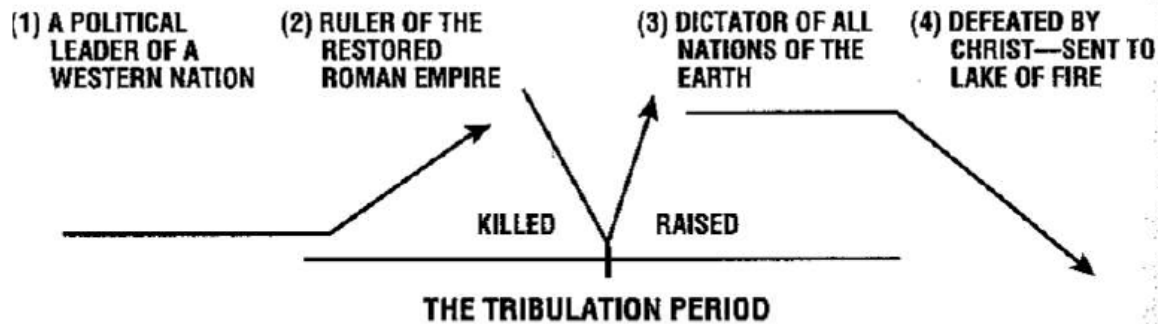 (1) A POLITICAL
LEADER OF A
WESTERN NATION
(2) RULER OF THE
RESTORED
ROMAN EMPIRE
(3) DICTATOR OF ALL
NATIONS OF THE
EARTH
(4) DEFEATED BY
CHRIST—SENT TO
LAKE OF FIRE
KILLED
RAISED
THE TRIBULATION PERIOD